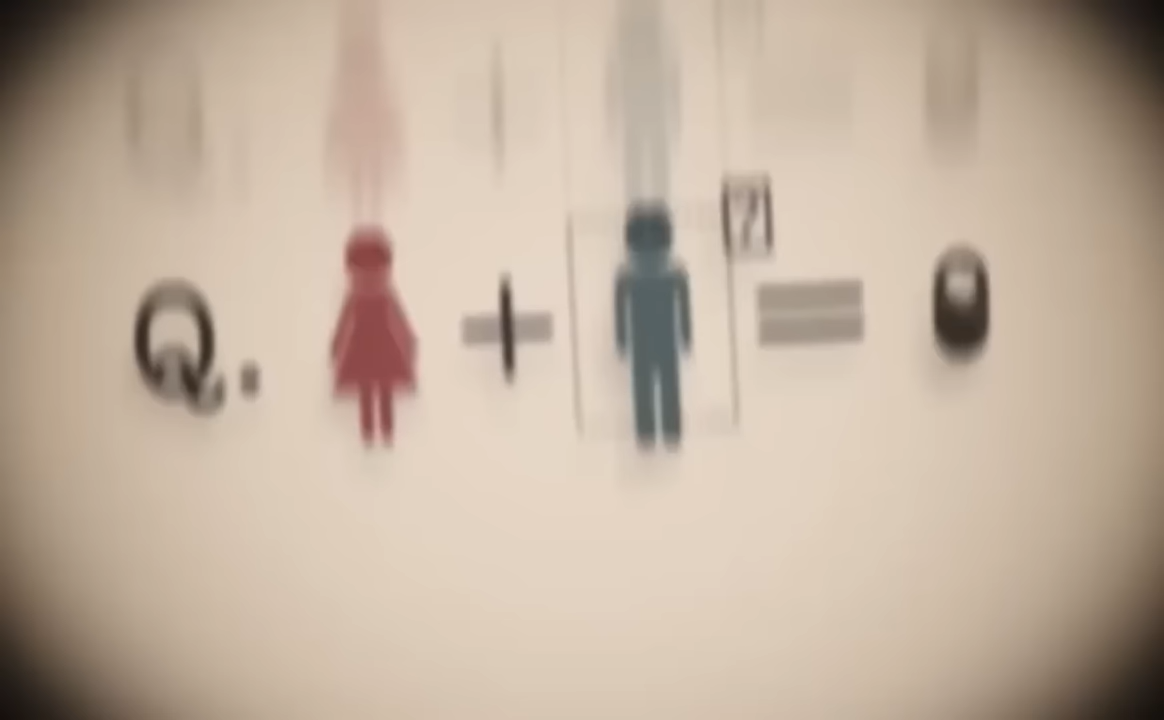 Q. + =